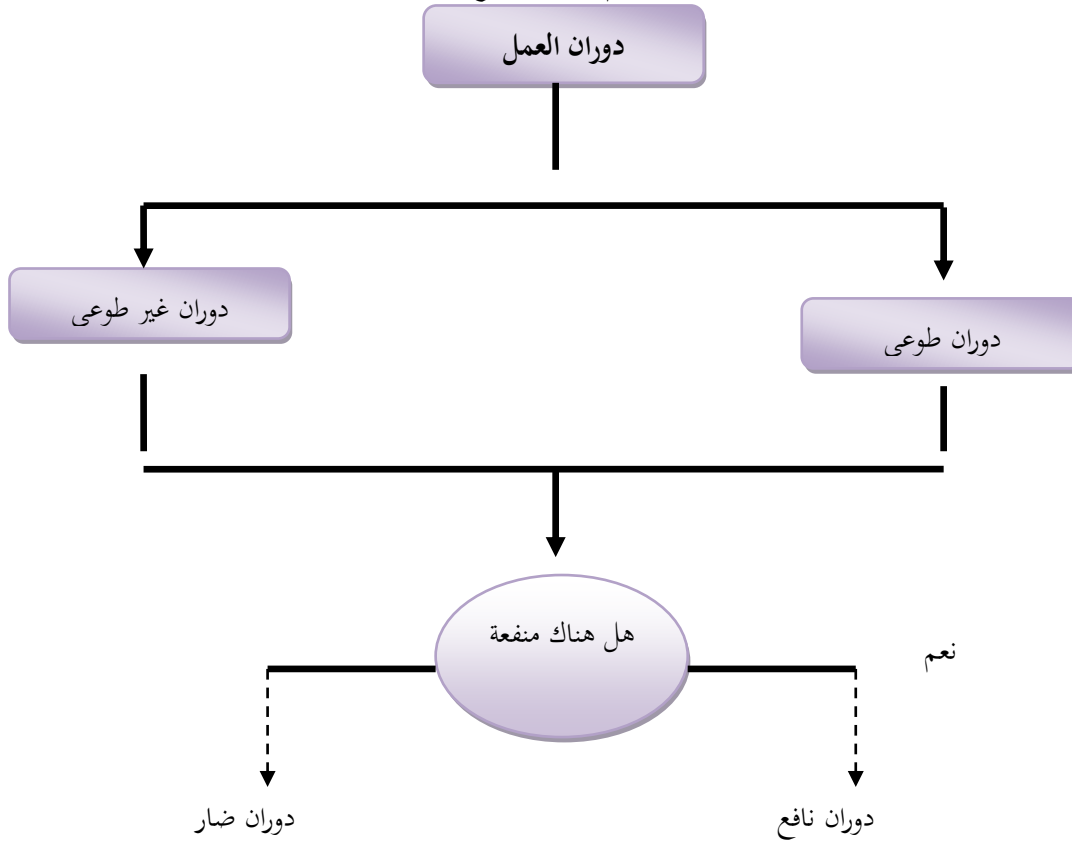 دوران العمل
دوران طوعى
دوران غير طوعى
هل هناك منفعة
نعم
دوران نافع
دوران ضار